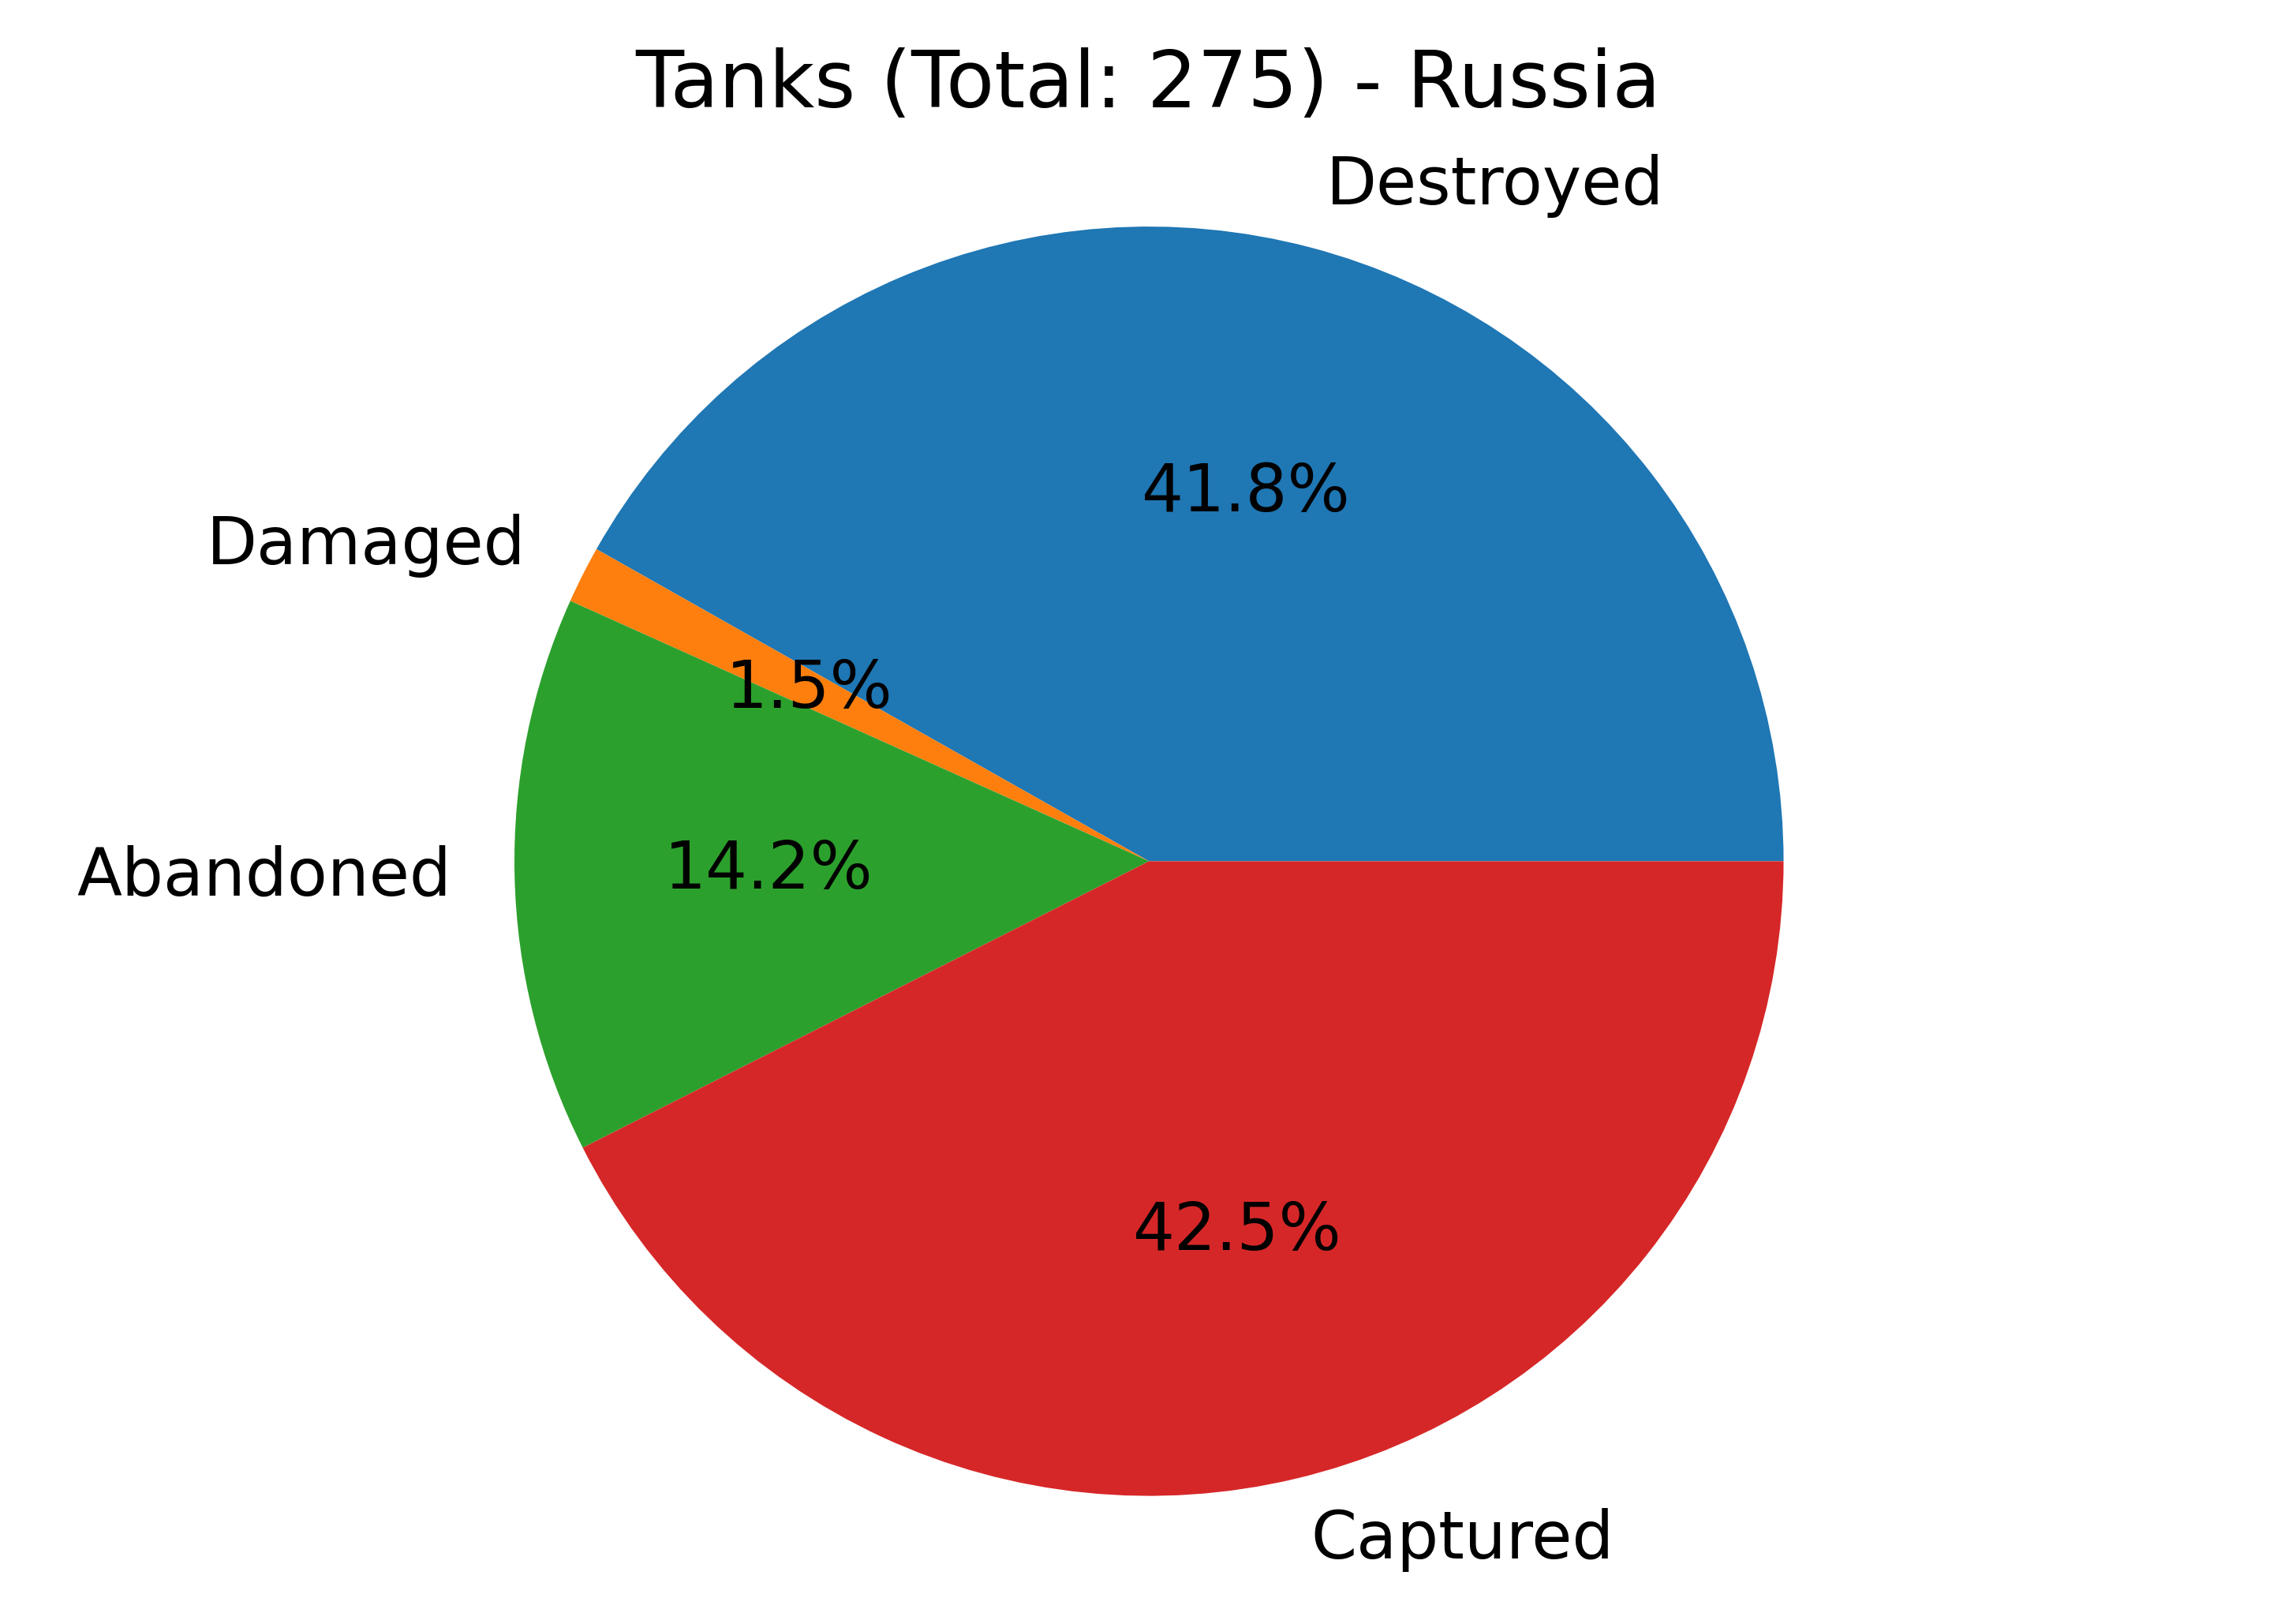 Tanks (Total: 275) - Russia
Destroyed
41.8%
Damaged
1.5%
Abandoned
14.2%
42.5%
Captured